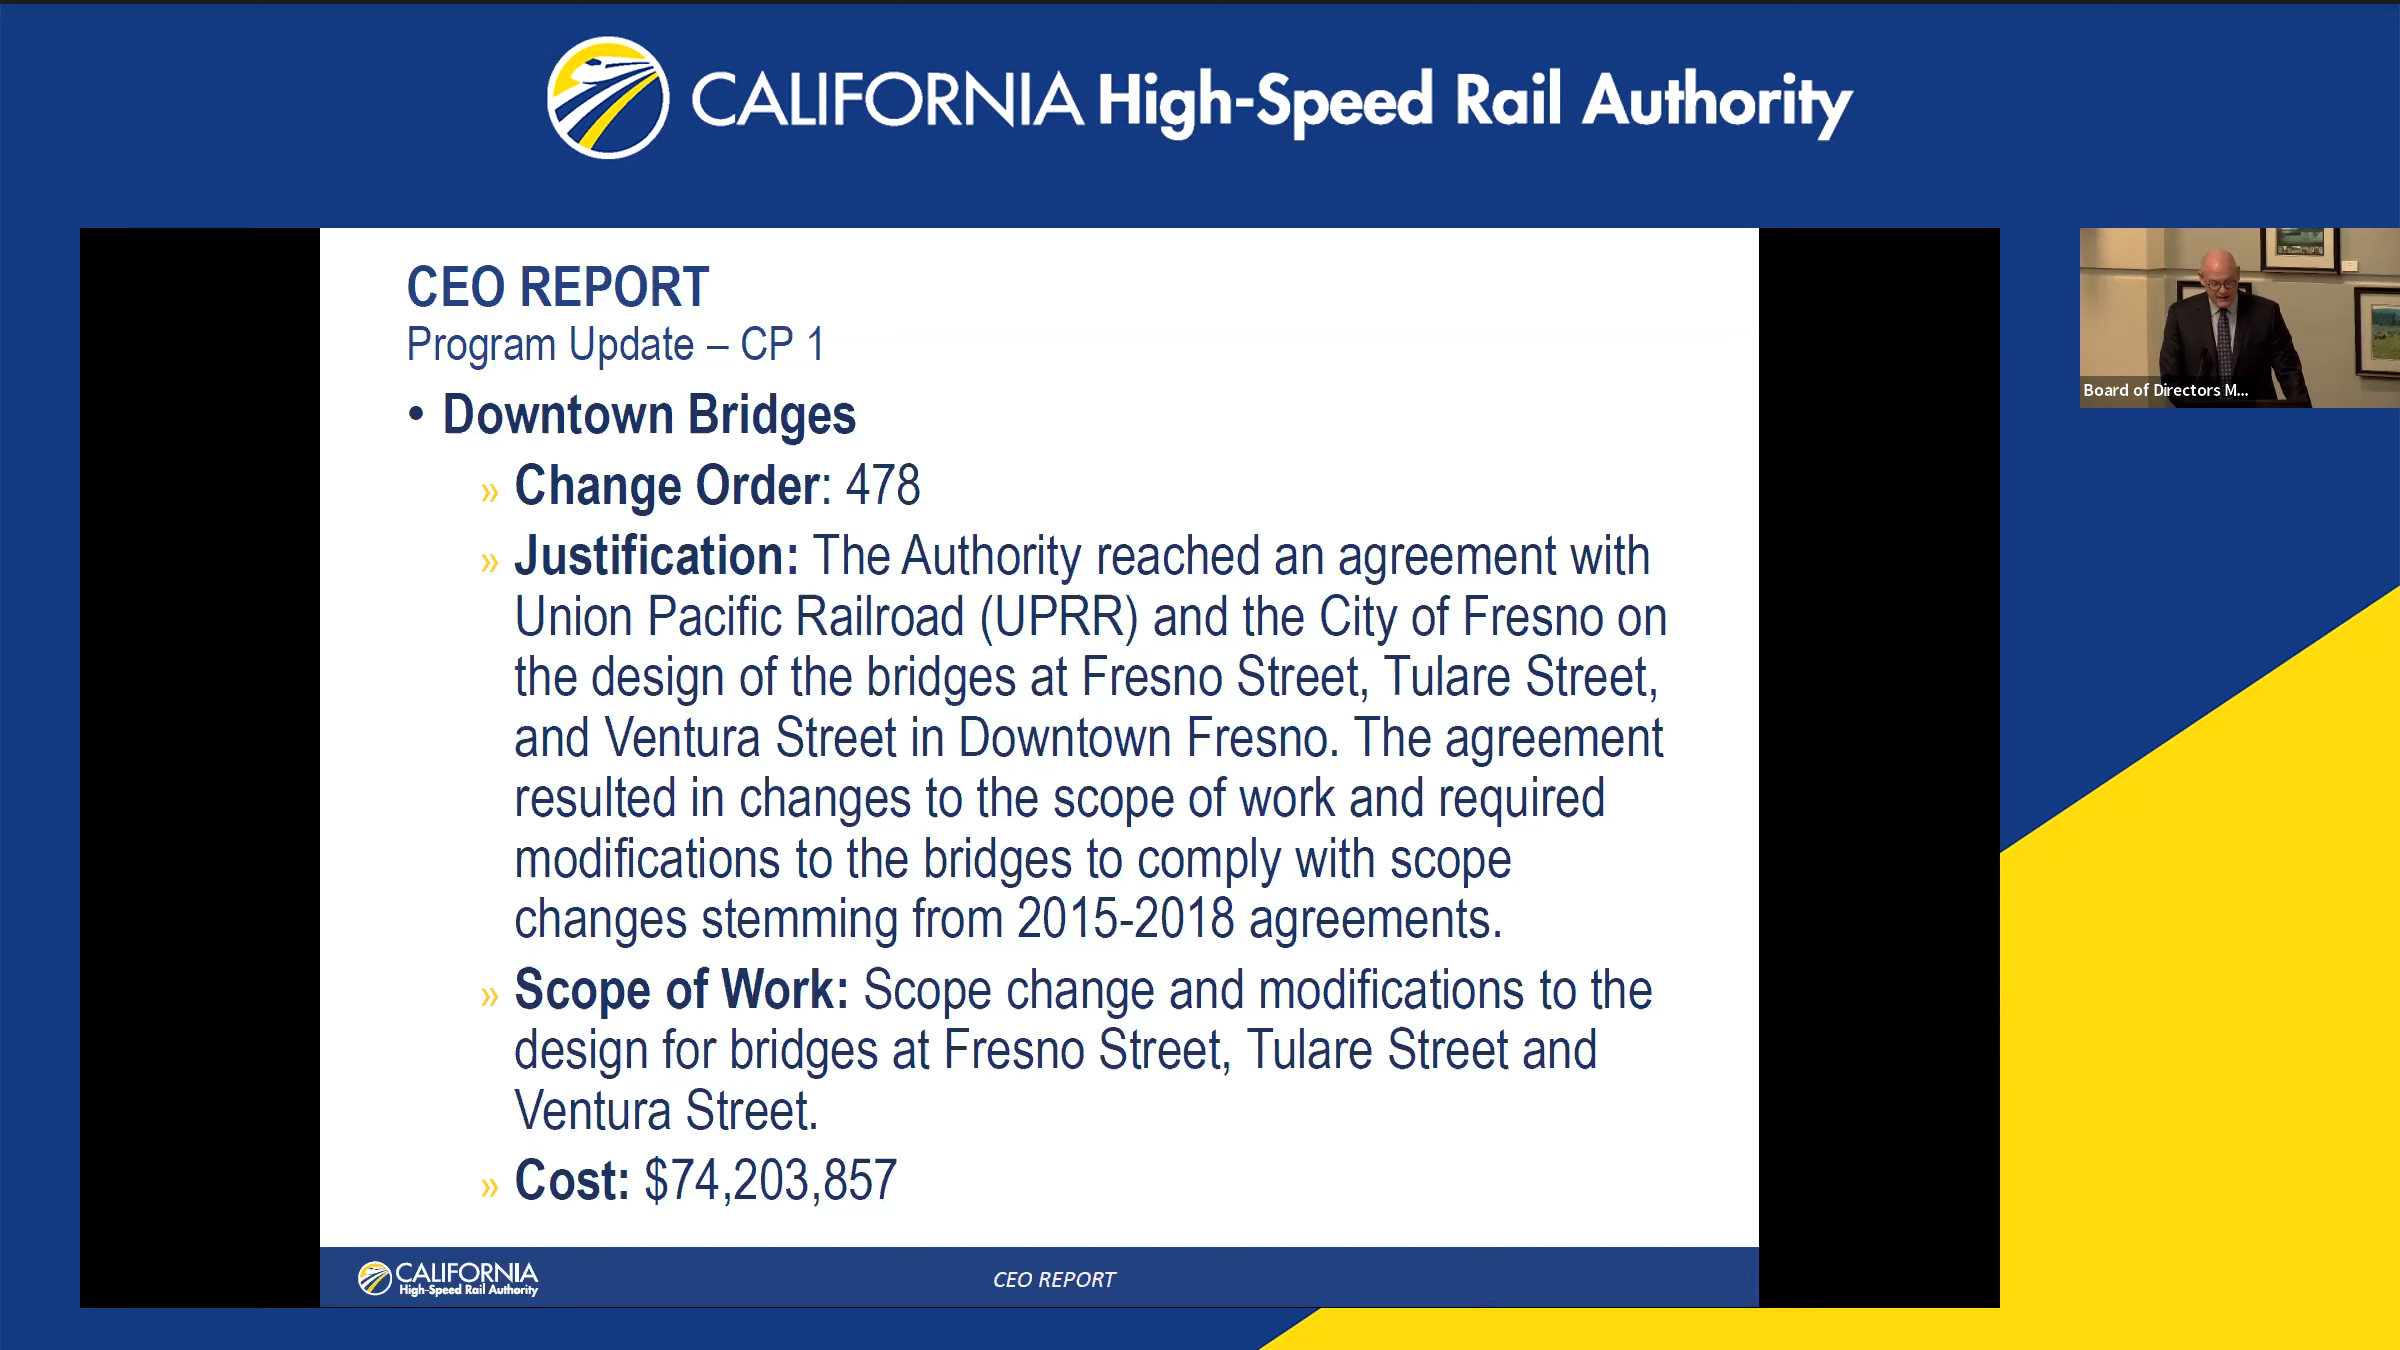 CALIFORNIA High-Speed Rail Authority
CEO REPORT
Program Update – CP 1
• Downtown Bridges
» Change Order: 478
» Justification: The Authority reached an agreement with
Union Pacific Railroad (UPRR) and the City of Fresno on
the design of the bridges at Fresno Street, Tulare Street,
and Ventura Street in Downtown Fresno. The agreement
resulted in changes to the scope of work and required
modifications to the bridges to comply with scope
changes stemming from 2015-2018 agreements.
» Scope of Work: Scope change and modifications to the
design for bridges at Fresno Street, Tulare Street and
Ventura Street.
» Cost: $74,203,857
CALIFORNIA
High-Speed Rail Authority
CEO REPORT
Board of Directors M...